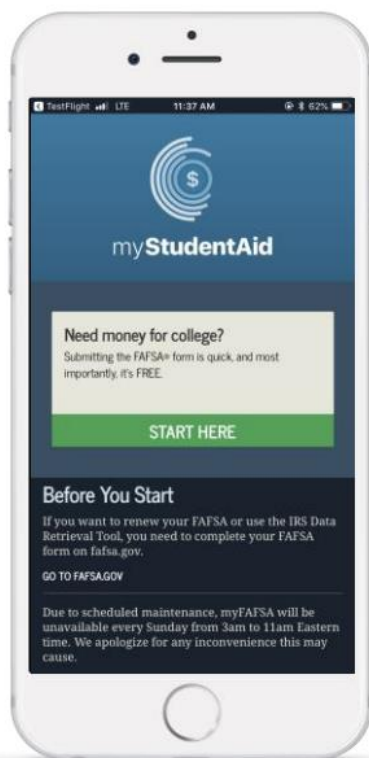 TestFlight LTE 11:37 AM 62%
$
myStudentAid
Need money for college?
Submitting the FAFSA® form is quick, and most
importantly, it's FREE.
START HERE
Before You Start
If you want to renew your FAFSA or use the IRS Data
Retrieval Tool, you need to complete your FAFSA
form on fafsa.gov.
GO TO FAFSA.GOV
Due to scheduled maintenance, myFAFSA will be
unavailable every Sunday from 3am to 11am Eastern
time. We apologize for any inconvenience this may
cause.